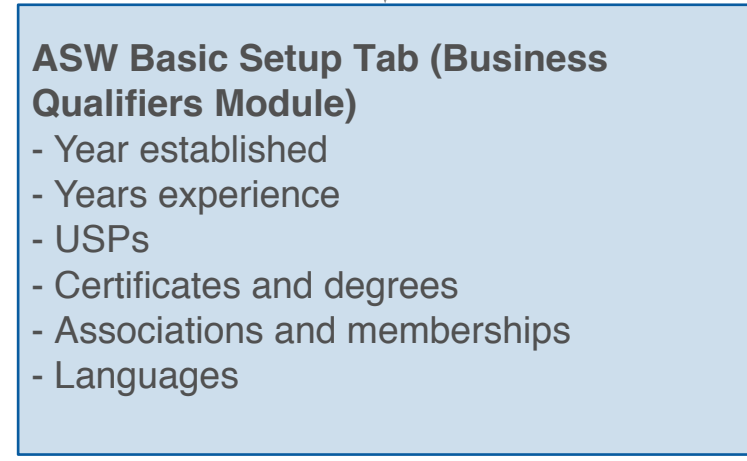 ASW Basic Setup Tab (Business
Qualifiers Module)
- Year established
- Years experience
- USPs
- Certificates and degrees
- Associations and memberships
- Languages